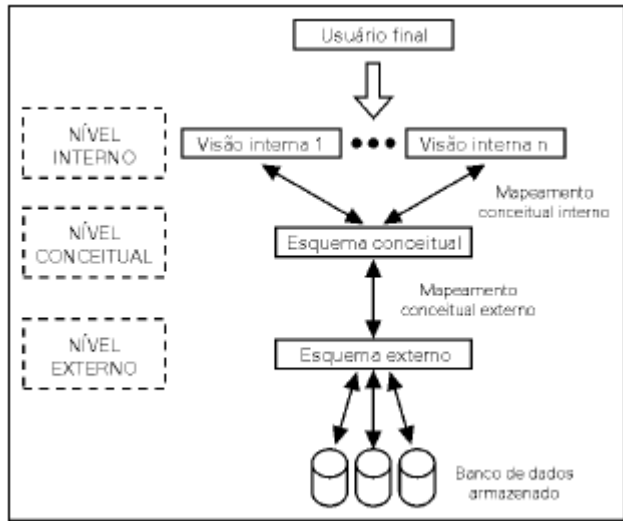 Usuário final
NÍVEL
INTERNO
Visão interna 1
Visão interna n
Mapeamento
conceitual interno
NÍVEL
CONCEITUAL
Esquema conceitual
Mapeamento
conceitual externo
NÍVEL
EXTERNO
Esquema externo
Banco de dados
armazenado